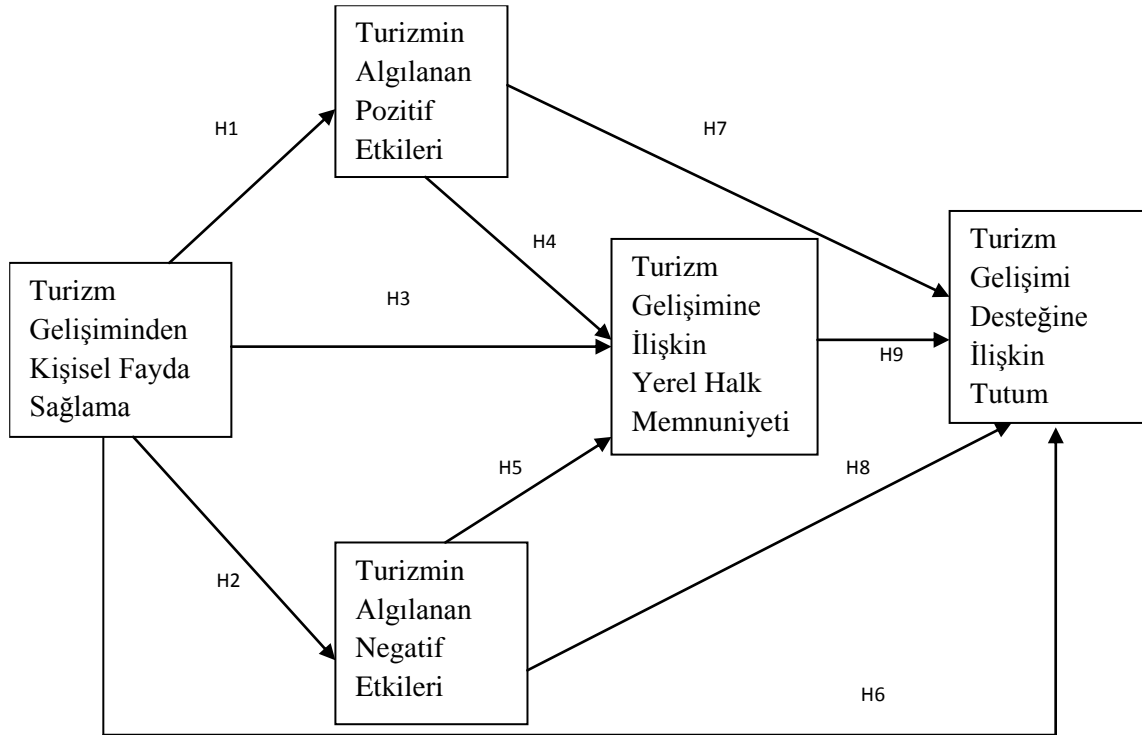 Turizmin
Algılanan
Pozitif
Etkileri
H1
H7
H4
Turizm
Gelişiminden
Kişisel Fayda
Sağlama
H3
Turizm
Gelişimine
İlişkin
Yerel Halk
Memnuniyeti
H9
Turizm
Gelişimi
Desteğine
İlişkin
Tutum
H5
H8
H2
Turizmin
Algılanan
Negatif
Etkileri
H6